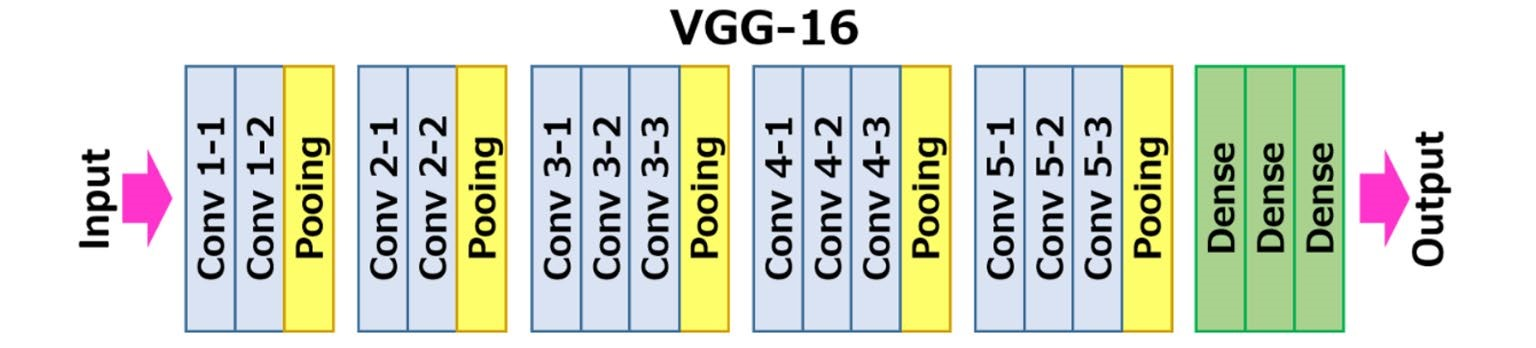 VGG-16
Input
Conv 1-1
Conv 1-2
Pooing
Conv 2-1
Conv 2-2
Pooing
Conv 3-1
Conv 3-2
Conv 3-3
Pooing
Conv 4-1
Conv 4-2
Conv 4-3
Pooing
Conv 5-1
Conv 5-2
Conv 5-3
Pooing
Dense
Dense
Dense
Output